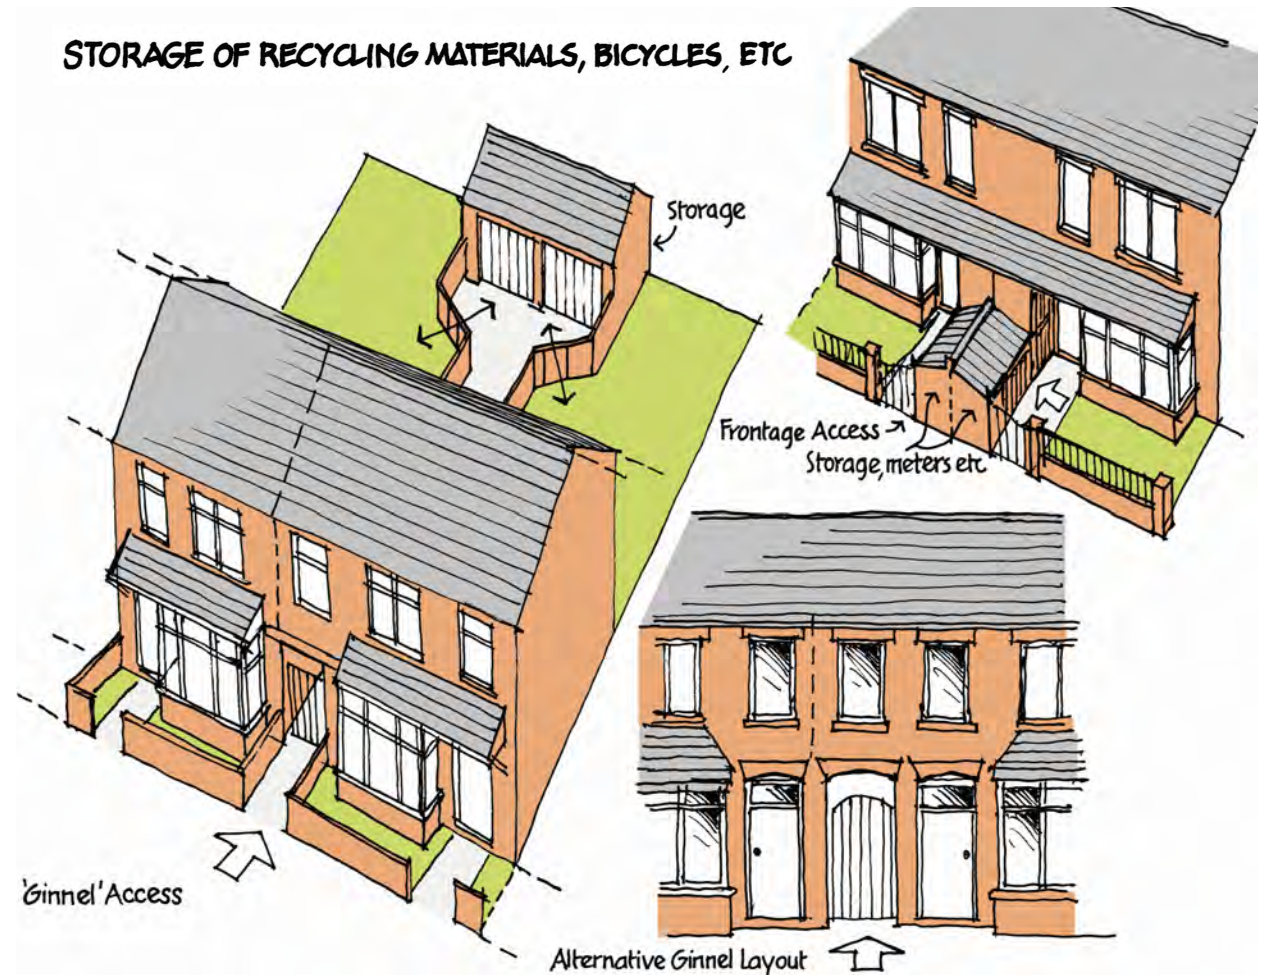 STORAGE OF RECYCLING MATERIALS, BICYCLES, ETC
Storage
Frontage Access
Storage, meters etc
'Ginnel' Access
Alternative Ginnel Layout